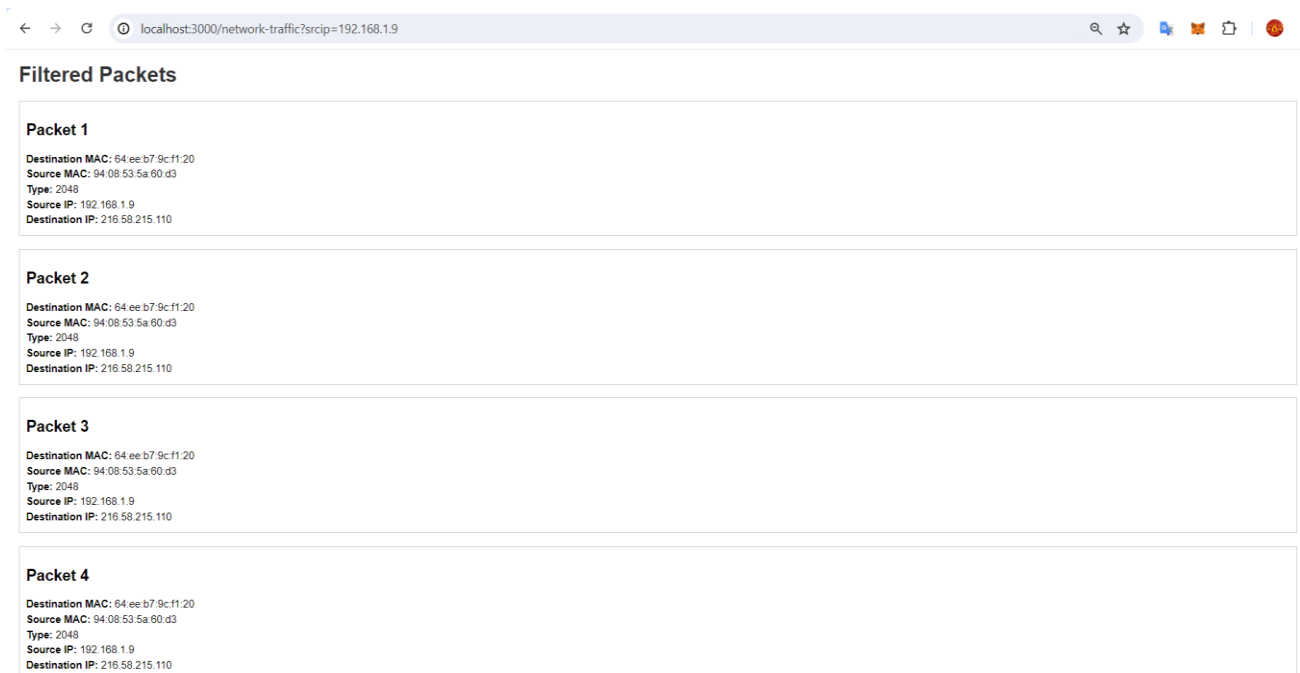 localhost:3000/network-traffic?srcip=192.168.1.9
Filtered Packets
Packet 1
Destination MAC: 64:ee:b7:9c:f1:20
Source MAC: 94:08:53:5a:60:d3
Type: 2048
Source IP: 192.168.1.9
Destination IP: 216.58.215.110
Packet 2
Destination MAC: 64:ee:b7:9c:f1:20
Source MAC: 94:08:53:5a:60:d3
Type: 2048
Source IP: 192.168.1.9
Destination IP: 216.58.215.110
Packet 3
Destination MAC: 64:ee:b7:9c:f1:20
Source MAC: 94:08:53:5a:60:d3
Type: 2048
Source IP: 192.168.1.9
Destination IP: 216.58.215.110
Packet 4
Destination MAC: 64:ee:b7:9c:f1:20
Source MAC: 94:08:53:5a:60:d3
Type: 2048
Source IP: 192.168.1.9
Destination IP: 216.58.215.110